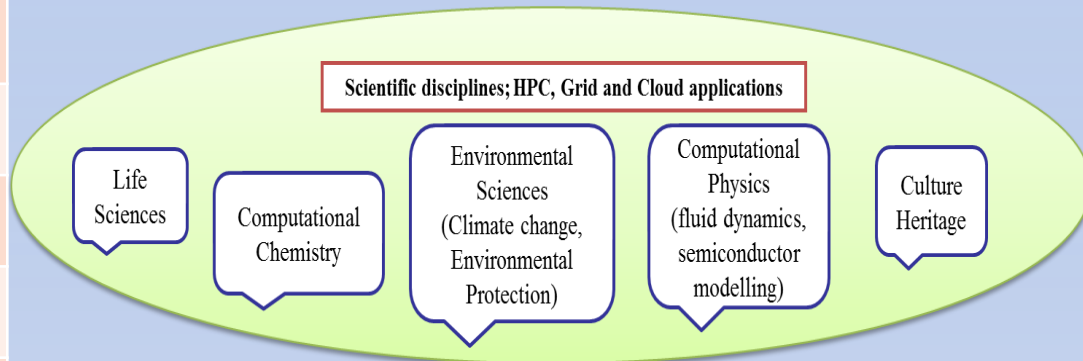 Scientific disciplines; HPC, Grid and Cloud applications
Life
Sciences
Computational
Chemistry
Environmental
Sciences
(Climate change,
Environmental
Protection)
Computational
Physics
(fluid dynamics,
semiconductor
modelling)
Culture
Heritage